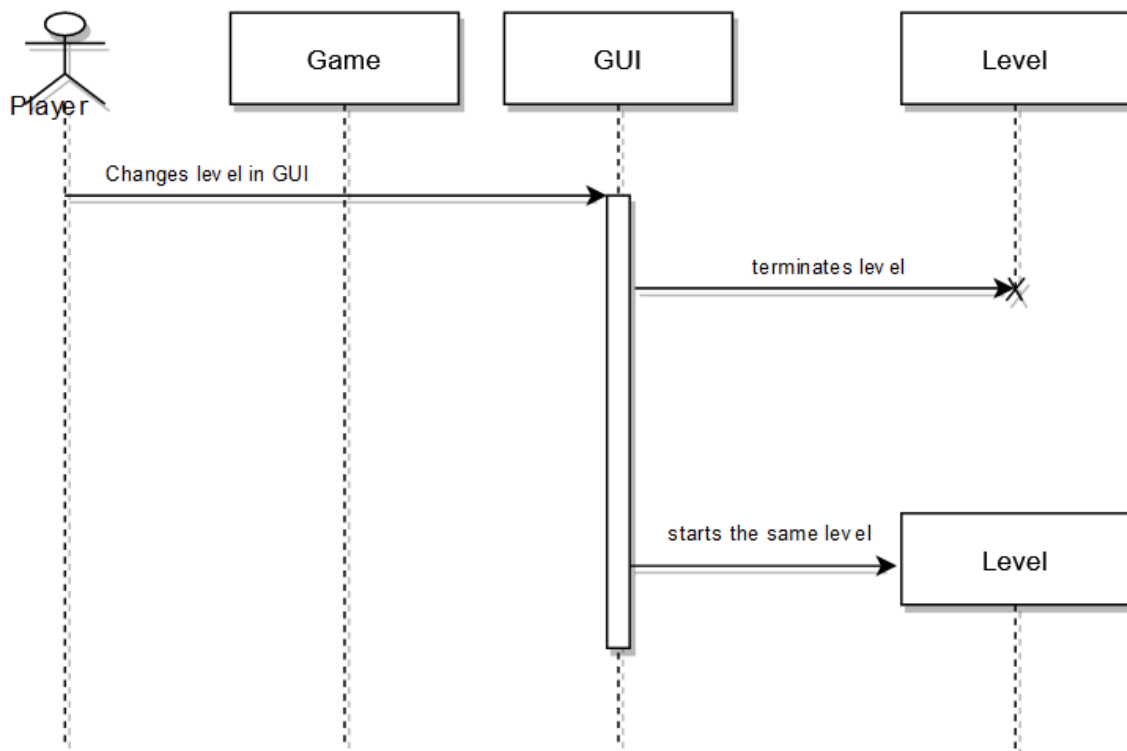 Player
Game
GUI
Level
Changes level in GUI
terminates level
starts the same level
Level